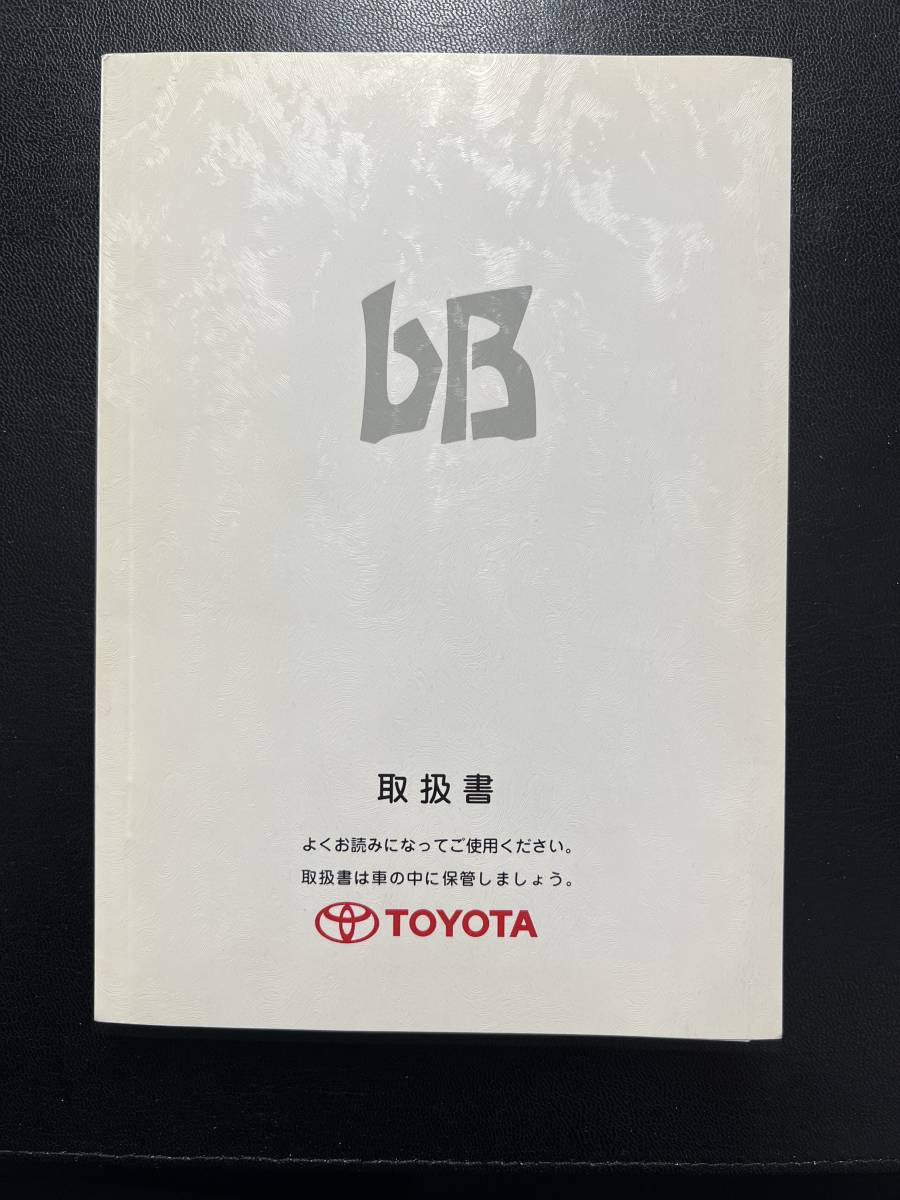 bB
取扱書
よくお読みになってご使用ください。
取扱書は車の中に保管しましょう。
TOYOTA